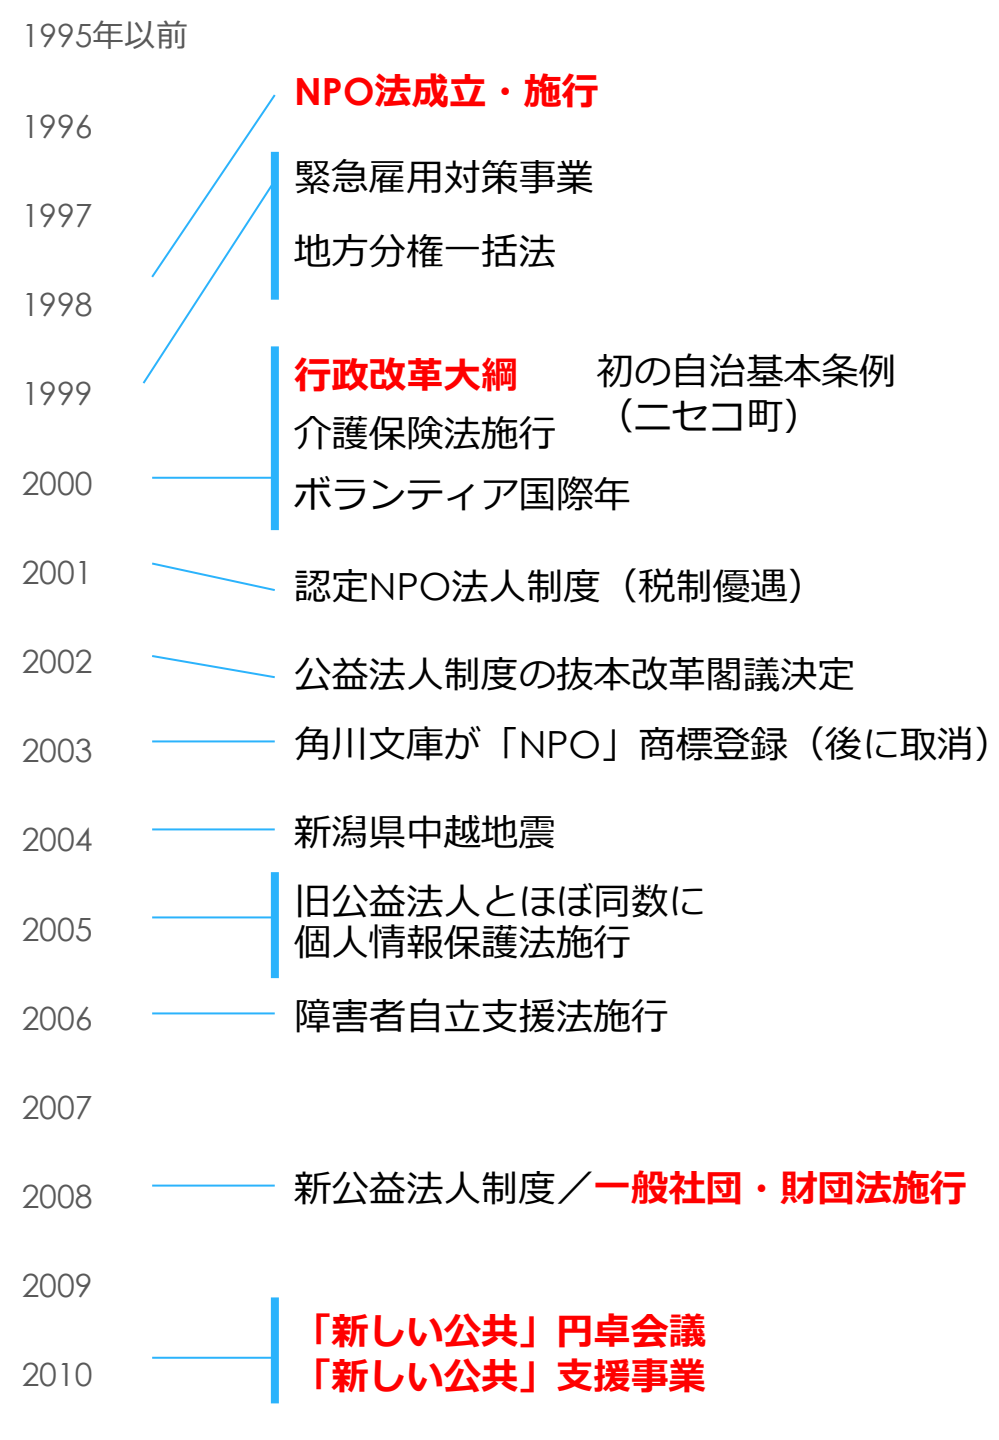 1995年以前
NPO法成立・施行
1996
緊急雇用対策事業
1997
地方分権一括法
1998
行政改革大綱
初の自治基本条例
（ニセコ町）
1999
介護保険法施行
2000
ボランティア国際年
2001
認定NPO法人制度（税制優遇）
2002
公益法人制度の抜本改革閣議決定
2003
角川文庫が「NPO」商標登録（後に取消）
2004
新潟県中越地震
旧公益法人とほぼ同数に
2005
個人情報保護法施行
2006
障害者自立支援法施行
2007
2008
新公益法人制度／一般社団・財団法施行
2009
「新しい公共」円卓会議
2010
「新しい公共」支援事業